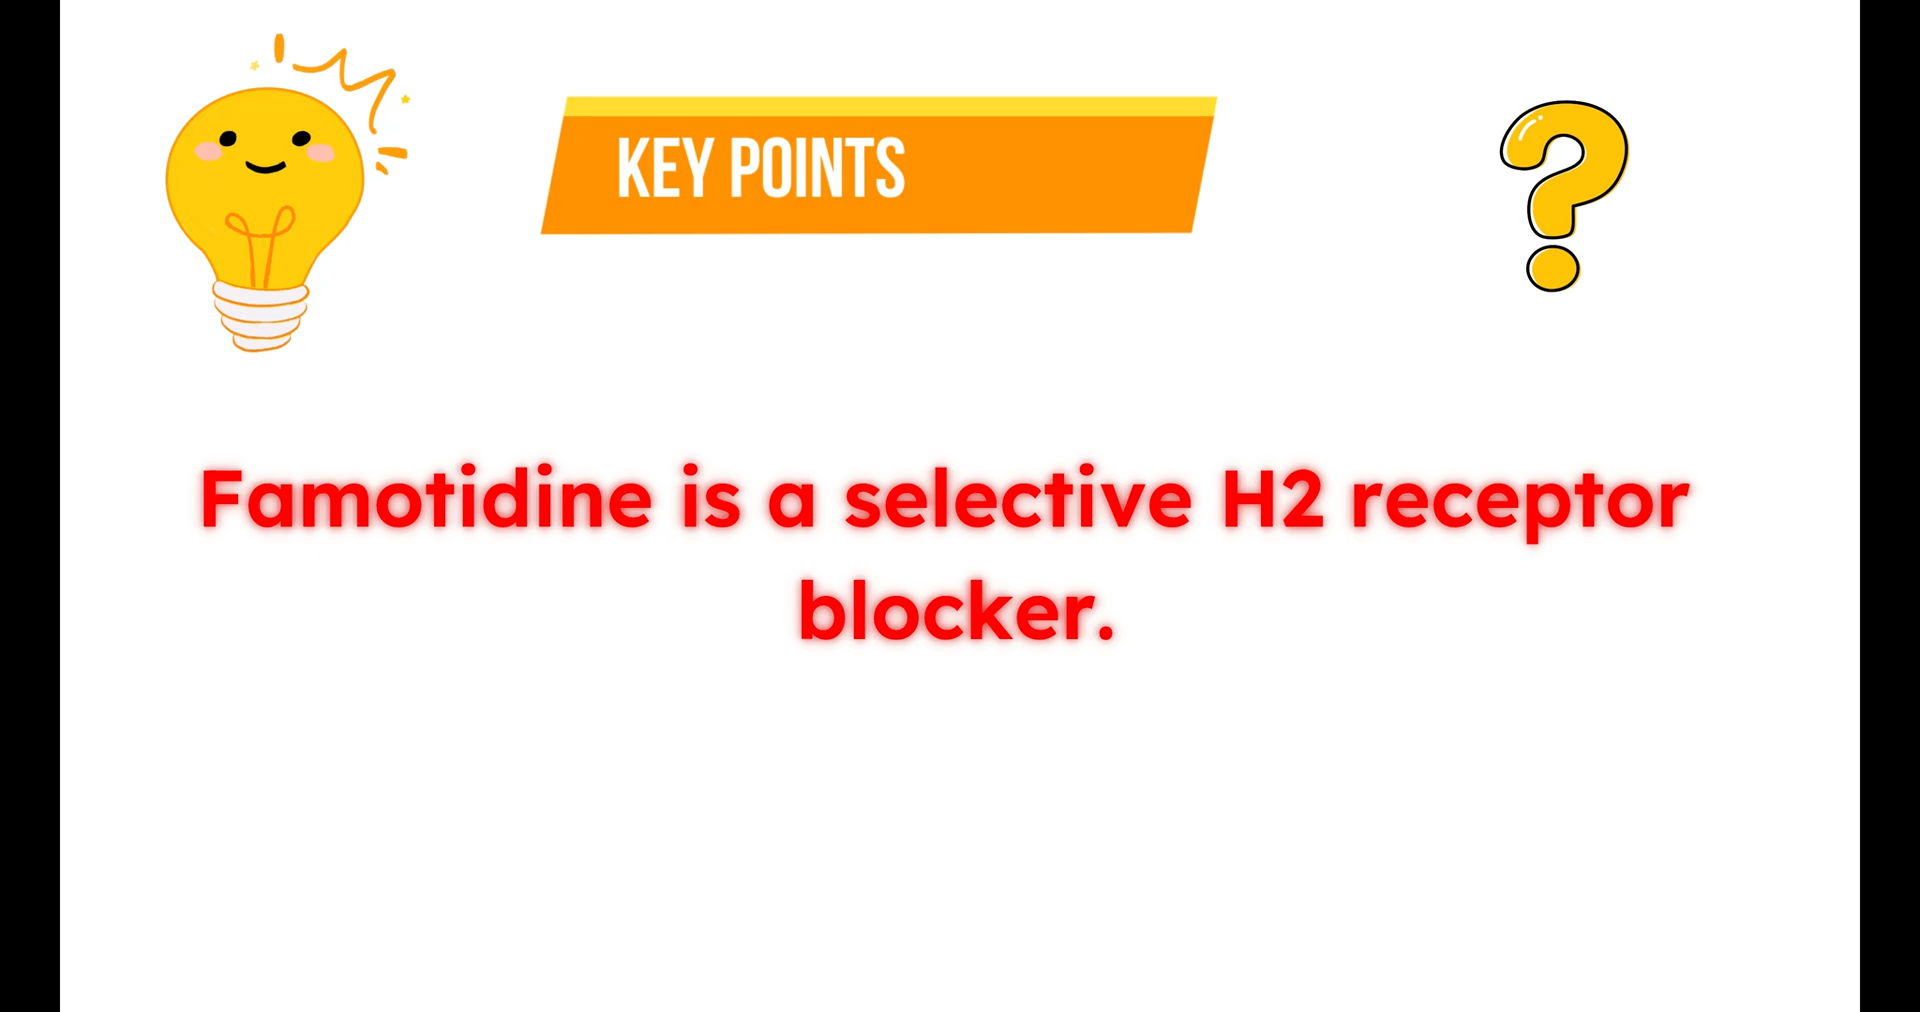 KEY POINTS
Famotidine is a selective H2 receptor
blocker.